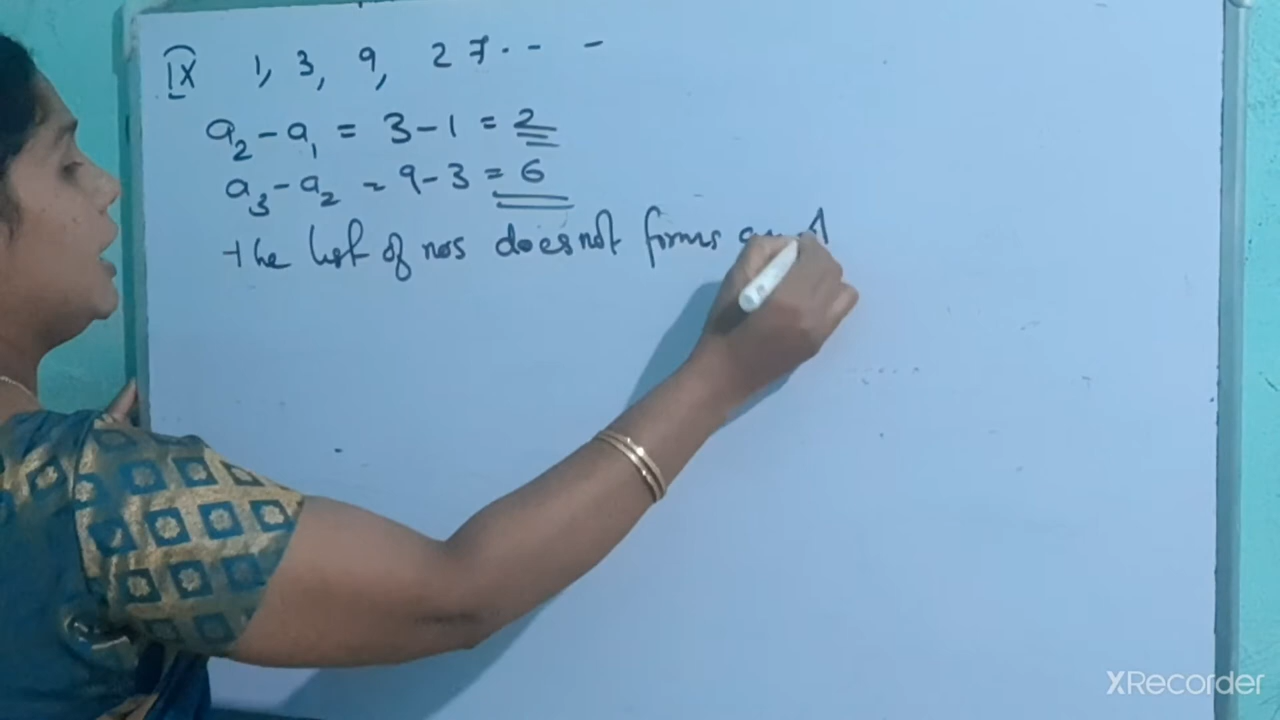 IX 1, 3, 9, 27 . - -
a2 - a1 = 3 - 1 = 2
a3 - a2 = 9 - 3 = 6
The list of nos does not forms an A
XRecorder